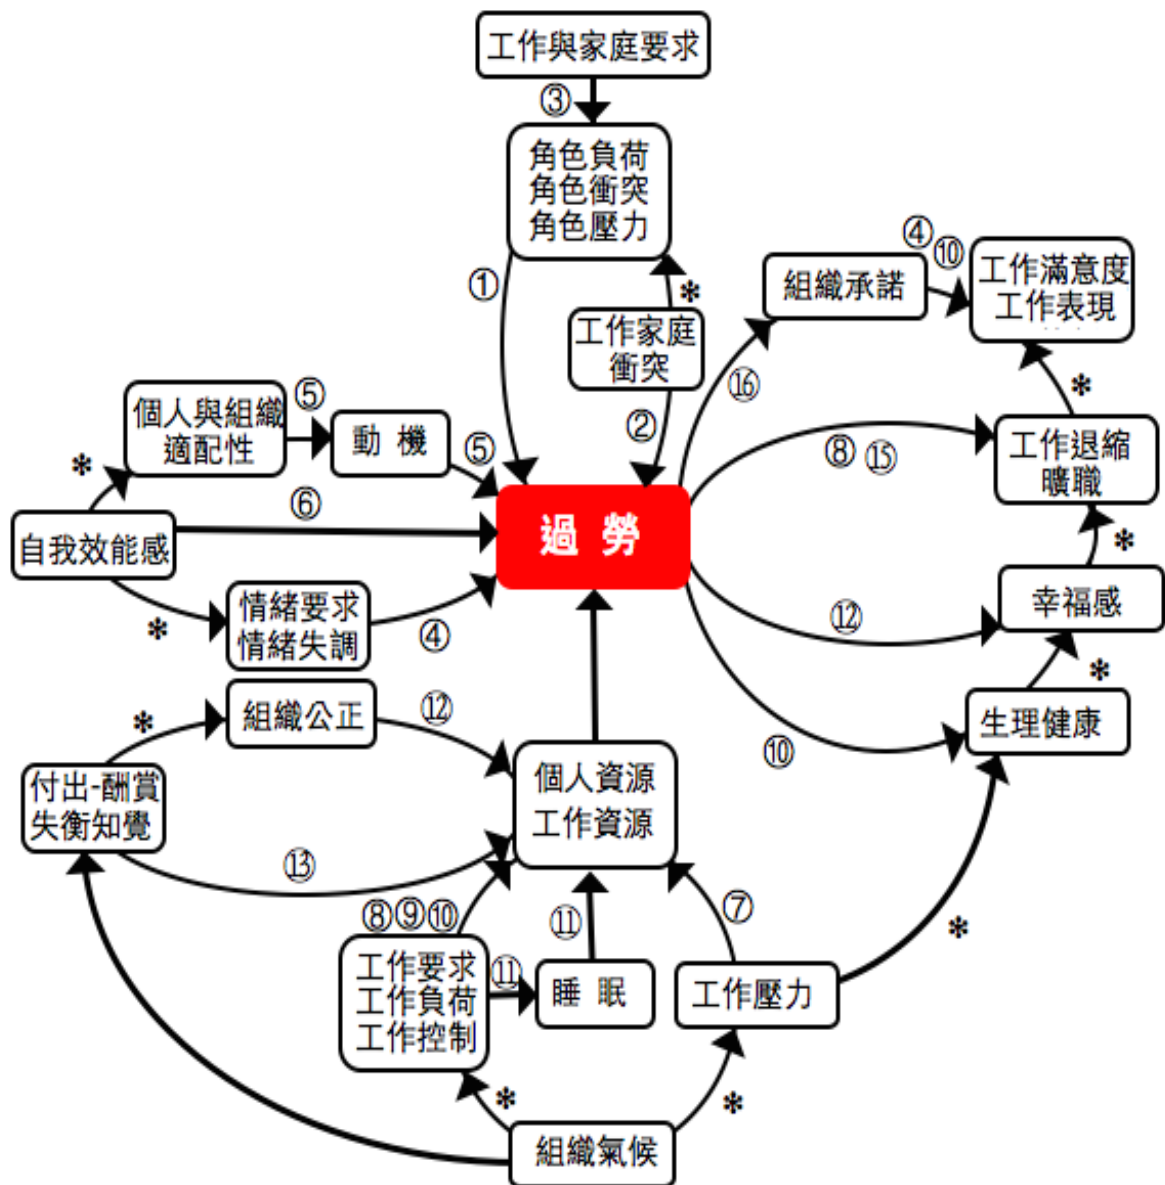 工作與家庭要求
③
角色負荷
角色衝突
角色壓力
①
*
工作家庭
衝突
②
組織承諾
④
⑩
工作滿意度
工作表現
⑯
*
個人與組織
適配性
⑤
動 機
⑤
*
⑧ ⑮
工作退縮
曠職
自我效能感
⑥
過 勞
*
*
情緒要求
情緒失調
④
⑫
幸福感
*
組織公正
⑫
*
⑩
生理健康
付出-酬賞
失衡知覺
個人資源
工作資源
⑬
⑦
⑧⑨⑩
⑪
*
工作要求
工作負荷
工作控制
⑪
睡 眠
工作壓力
*
*
組織氣候